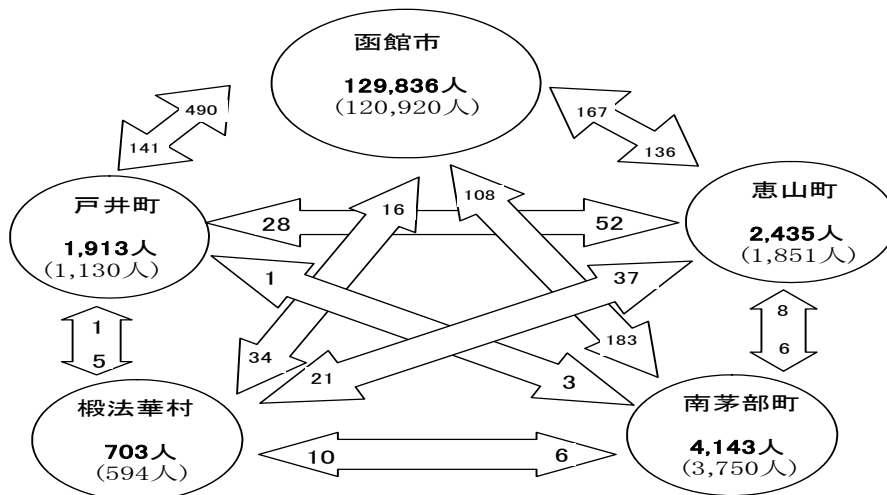 函館市
129,836人
(120,920人)
490
141
167
136
戸井町
1,913人
(1,130人)
恵山町
2,435人
(1,851人)
16
108
28
52
1
37
1
5
8
6
34
21
3
183
椴法華村
703人
(594人)
10
6
南茅部町
4,143人
(3,750人)